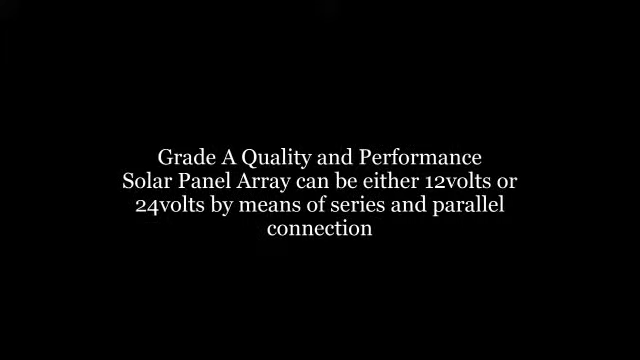 Grade A Quality and Performance
Solar Panel Array can be either 12volts or
24volts by means of series and parallel
connection